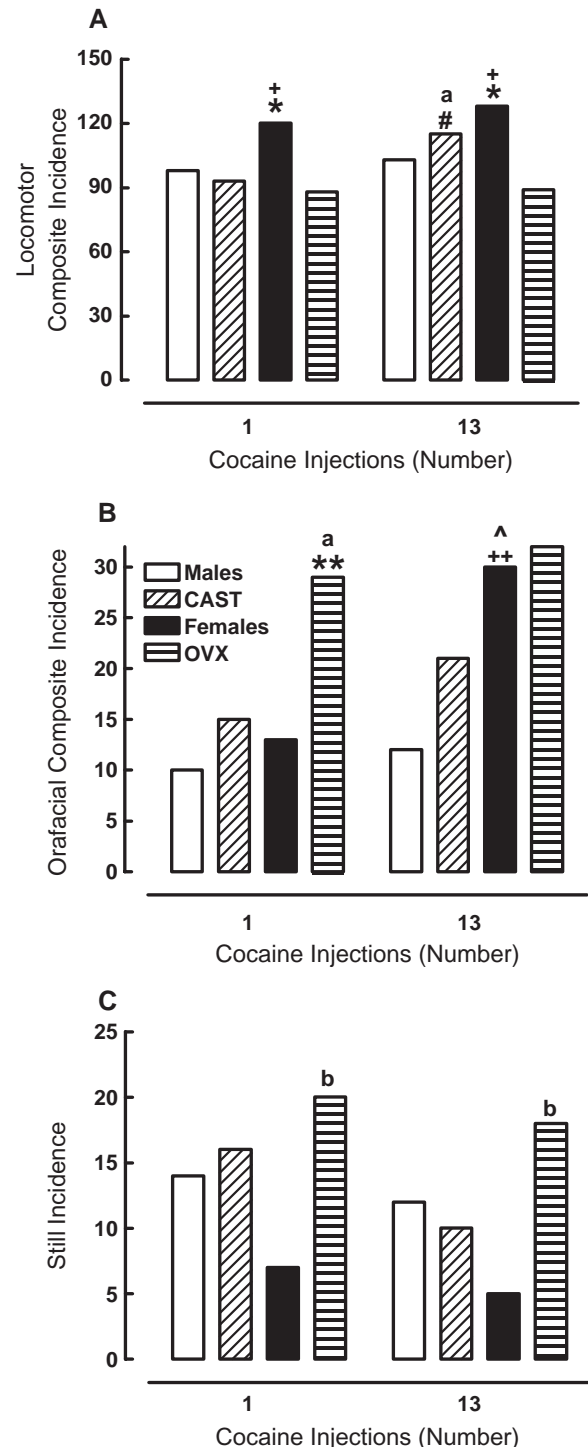 A
Locomotor
Composite Incidence
150
120
90
60
30
0
+
*
a
#
+
*
1
13
Cocaine Injections (Number)
B
Orafacial Composite Incidence
30
25
20
15
10
5
0
Males
CAST
Females
OVX
a
**
^
++
1
13
Cocaine Injections (Number)
C
Still Incidence
25
20
15
10
5
0
b
b
1
13
Cocaine Injections (Number)